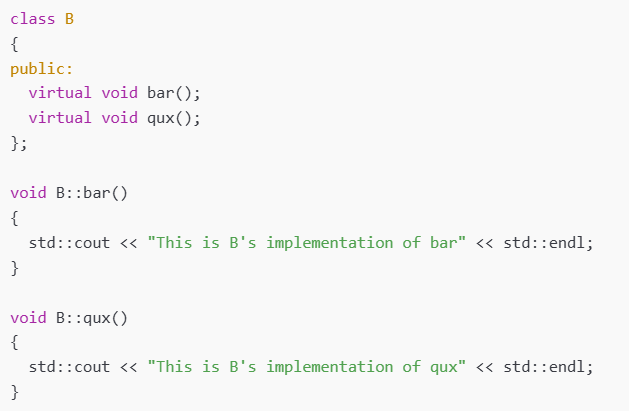 class B
{
public:
  virtual void bar();
  virtual void qux();
};

void B::bar()
{
  std::cout << "This is B's implementation of bar" << std::endl;
}

void B::qux()
{
  std::cout << "This is B's implementation of qux" << std::endl;
}